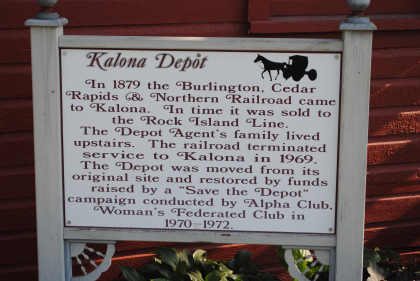 Kalona Depot
In 1879 the Burlington, Cedar
Rapids & Northern Railroad came
to Kalona. In time it was sold to
the Rock Island Line.
The Depot Agent's family lived
upstairs. The railroad terminated
service to Kalona in 1969.
The Depot was moved from its
original site and restored by funds
raised by a "Save the Depot"
campaign conducted by Alpha Club,
Woman's Federated Club in
1970-1972.